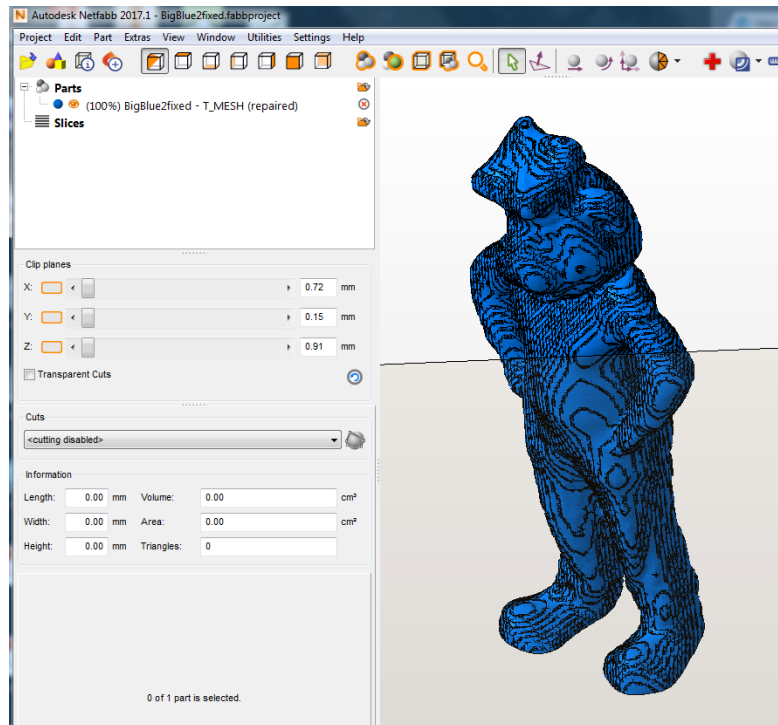 Autodesk Netfabb 2017.1 - BigBlue2fixed.fabbproject
Project Edit Part Extras View Window Utilities Settings Help
Parts
(100%) BigBlue2fixed - T_MESH (repaired)
Slices
Clip planes
X: 0.72 mm
Y: 0.15 mm
Z: 0.91 mm
Transparent Cuts
Cuts
<cutting disabled>
Information
Length: 0.00 mm Volume: 0.00 cm³
Width: 0.00 mm Area: 0.00 cm²
Height: 0.00 mm Triangles: 0
0 of 1 part is selected.